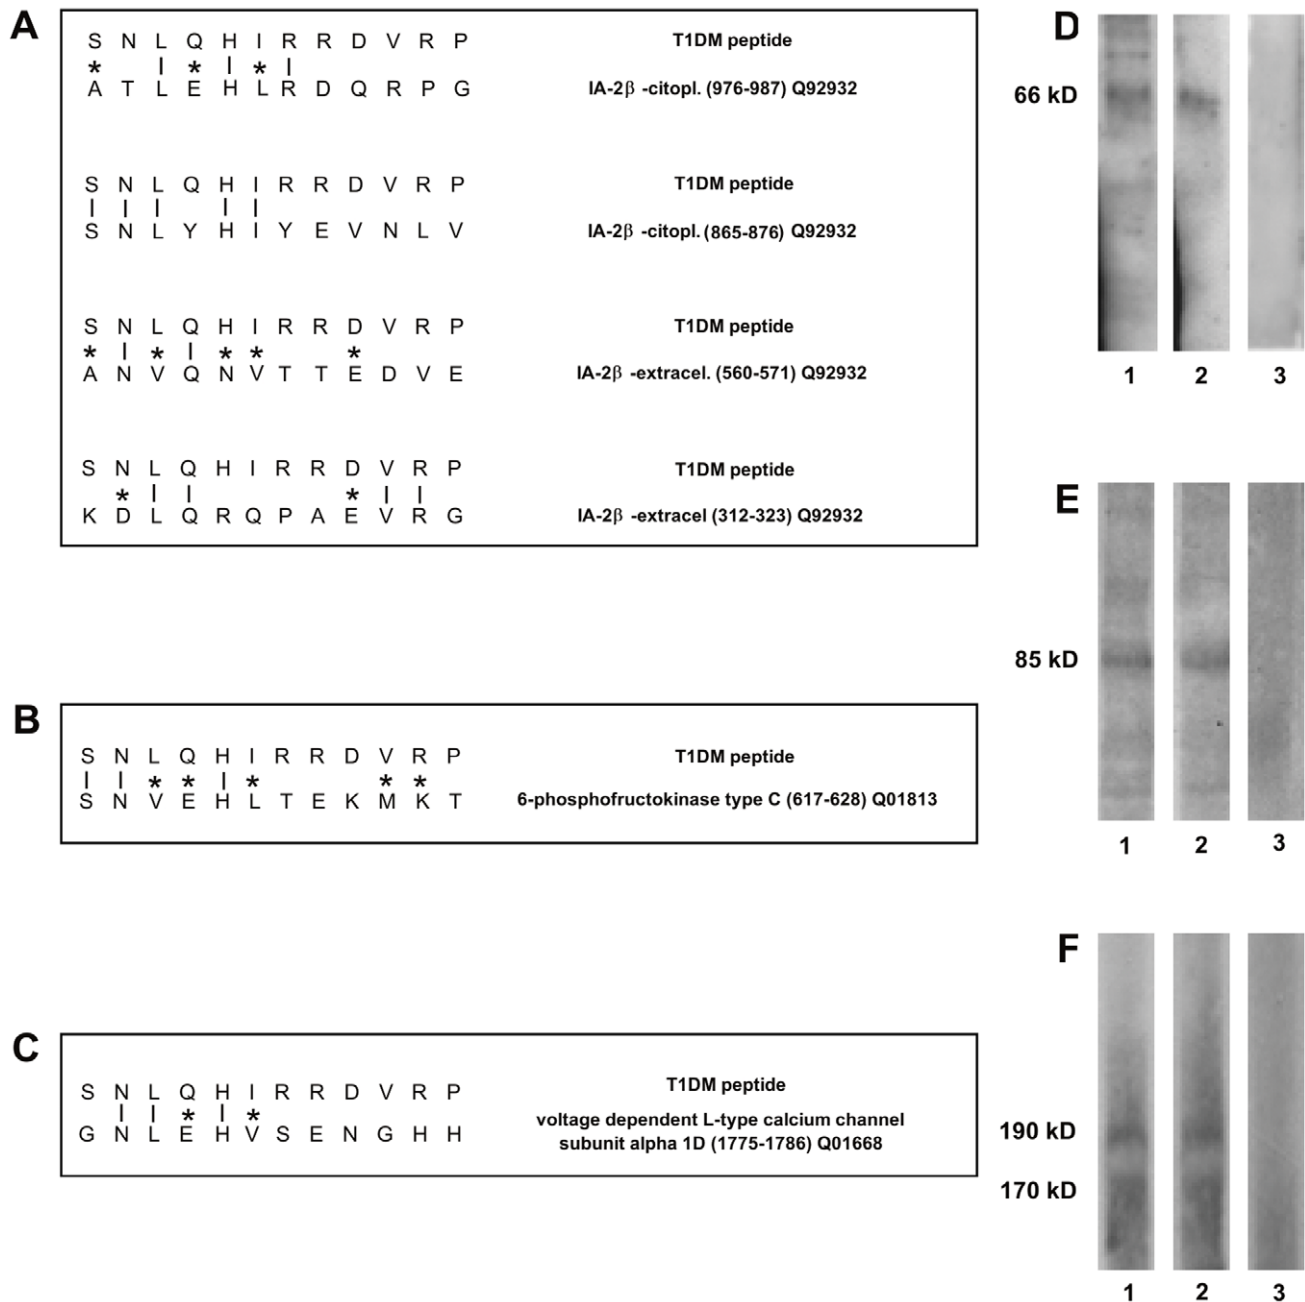 A
S N L Q H I R R D V R P T1DM peptide
* | * | * |
A T L E H L R D Q R P G IA-2β -citopl. (976-987) Q92932
S N L Q H I R R D V R P T1DM peptide
| | | | |
S N L Y H I Y E V N L V IA-2β -citopl. (865-876) Q92932
S N L Q H I R R D V R P T1DM peptide
* | * | * * *
A N V Q N V T T E D V E IA-2β -extracel. (560-571) Q92932
S N L Q H I R R D V R P T1DM peptide
* | | * | |
K D L Q R Q P A E V R G IA-2β -extracel (312-323) Q92932
B
S N L Q H I R R D V R P T1DM peptide
| | * * | * * *
S N V E H L T E K M K T 6-phosphofructokinase type C (617-628) Q01813
C
S N L Q H I R R D V R P T1DM peptide
| | * | *
G N L E H V S E N G H H voltage dependent L-type calcium channel
subunit alpha 1D (1775-1786) Q01668
D
66 kD
1 2 3
E
85 kD
1 2 3
F
190 kD
170 kD
1 2 3